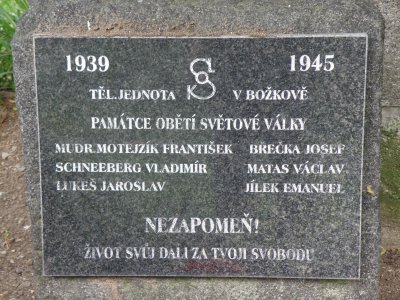 1939 1945
TĚL.JEDNOTA V BOŽKOVĚ
PAMÁTCE OBĚTÍ SVĚTOVÉ VÁLKY
MUDR.MOTEJZÍK FRANTIŠEK BREČKA JOSEF
SCHNEEBERG VLADIMÍR MATAS VÁCLAV
LUKEŠ JAROSLAV JÍLEK EMANUEL
NEZAPOMEŇ!
ŽIVOT SVŮJ DALI ZA TVOJI SVOBODU